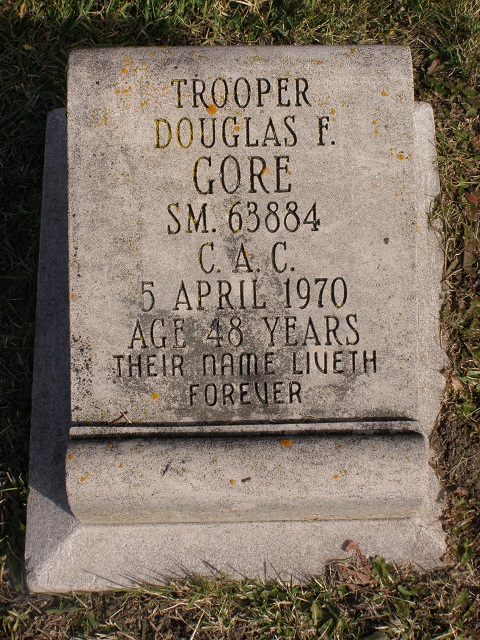 TROOPER
DOUGLAS F.
GORE
SM. 63884
C. A. C.
5 APRIL 1970
AGE 48 YEARS
THEIR NAME LIVETH
FOREVER